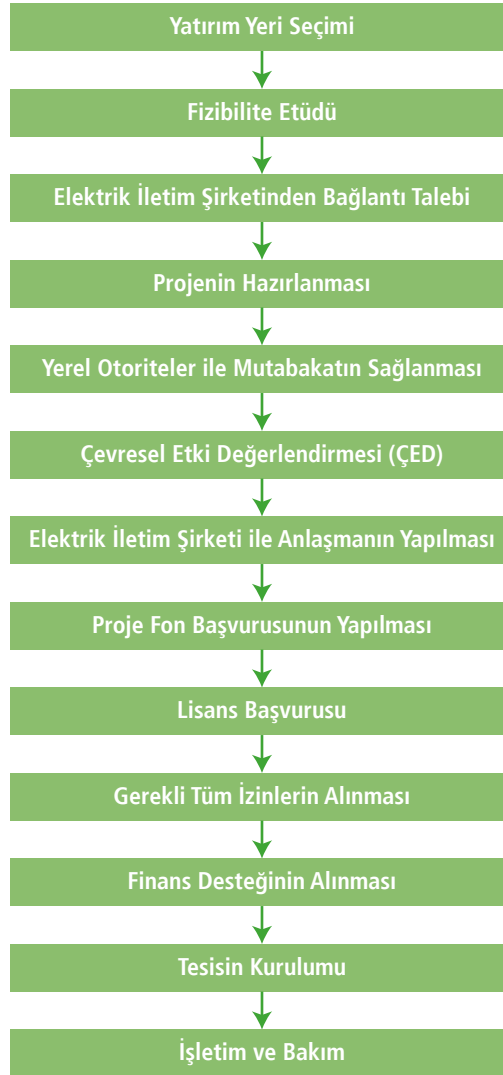 Yatırım Yeri Seçimi
Fizibilite Etüdü
Elektrik İletim Şirketinden Bağlantı Talebi
Projenin Hazırlanması
Yerel Otoriteler ile Mutabakatın Sağlanması
Çevresel Etki Değerlendirmesi (ÇED)
Elektrik İletim Şirketi ile Anlaşmanın Yapılması
Proje Fon Başvurusunun Yapılması
Lisans Başvurusu
Gerekli Tüm İzinlerin Alınması
Finans Desteğinin Alınması
Tesisin Kurulumu
İşletim ve Bakım